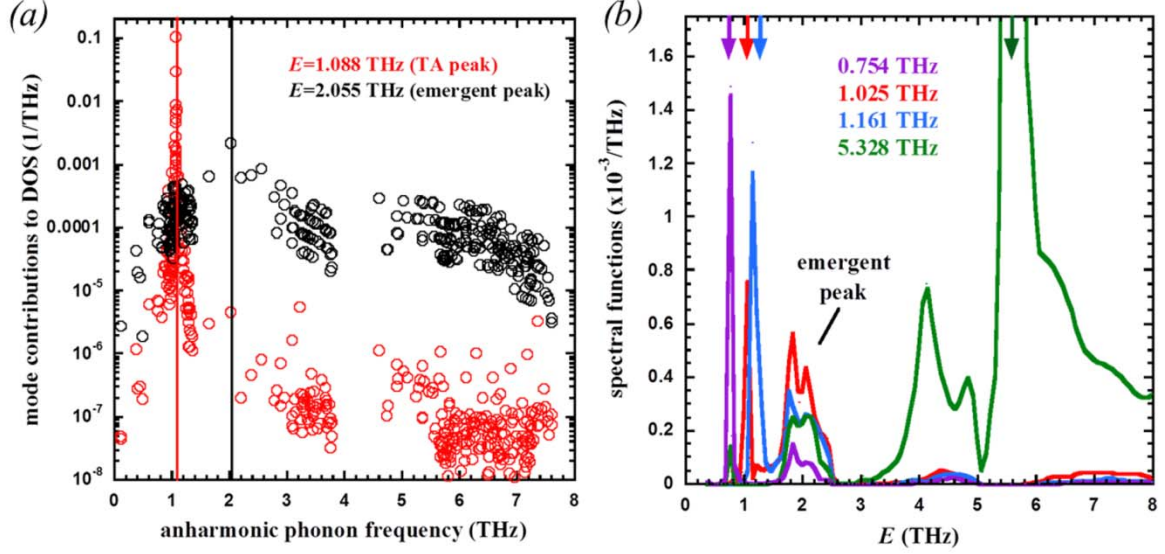 (a)
E=1.088 THz (TA peak)
E=2.055 THz (emergent peak)
mode contributions to DOS (1/THz)
0.1
0.01
0.001
0.0001
10-5
10-6
10-7
10-8
0 1 2 3 4 5 6 7 8
anharmonic phonon frequency (THz)
(b)
0.754 THz
1.025 THz
1.161 THz
5.328 THz
emergent
peak
spectral functions (x10-3/THz)
1.6
1.4
1.2
1
0.8
0.6
0.4
0.2
0
0 1 2 3 4 5 6 7 8
E (THz)